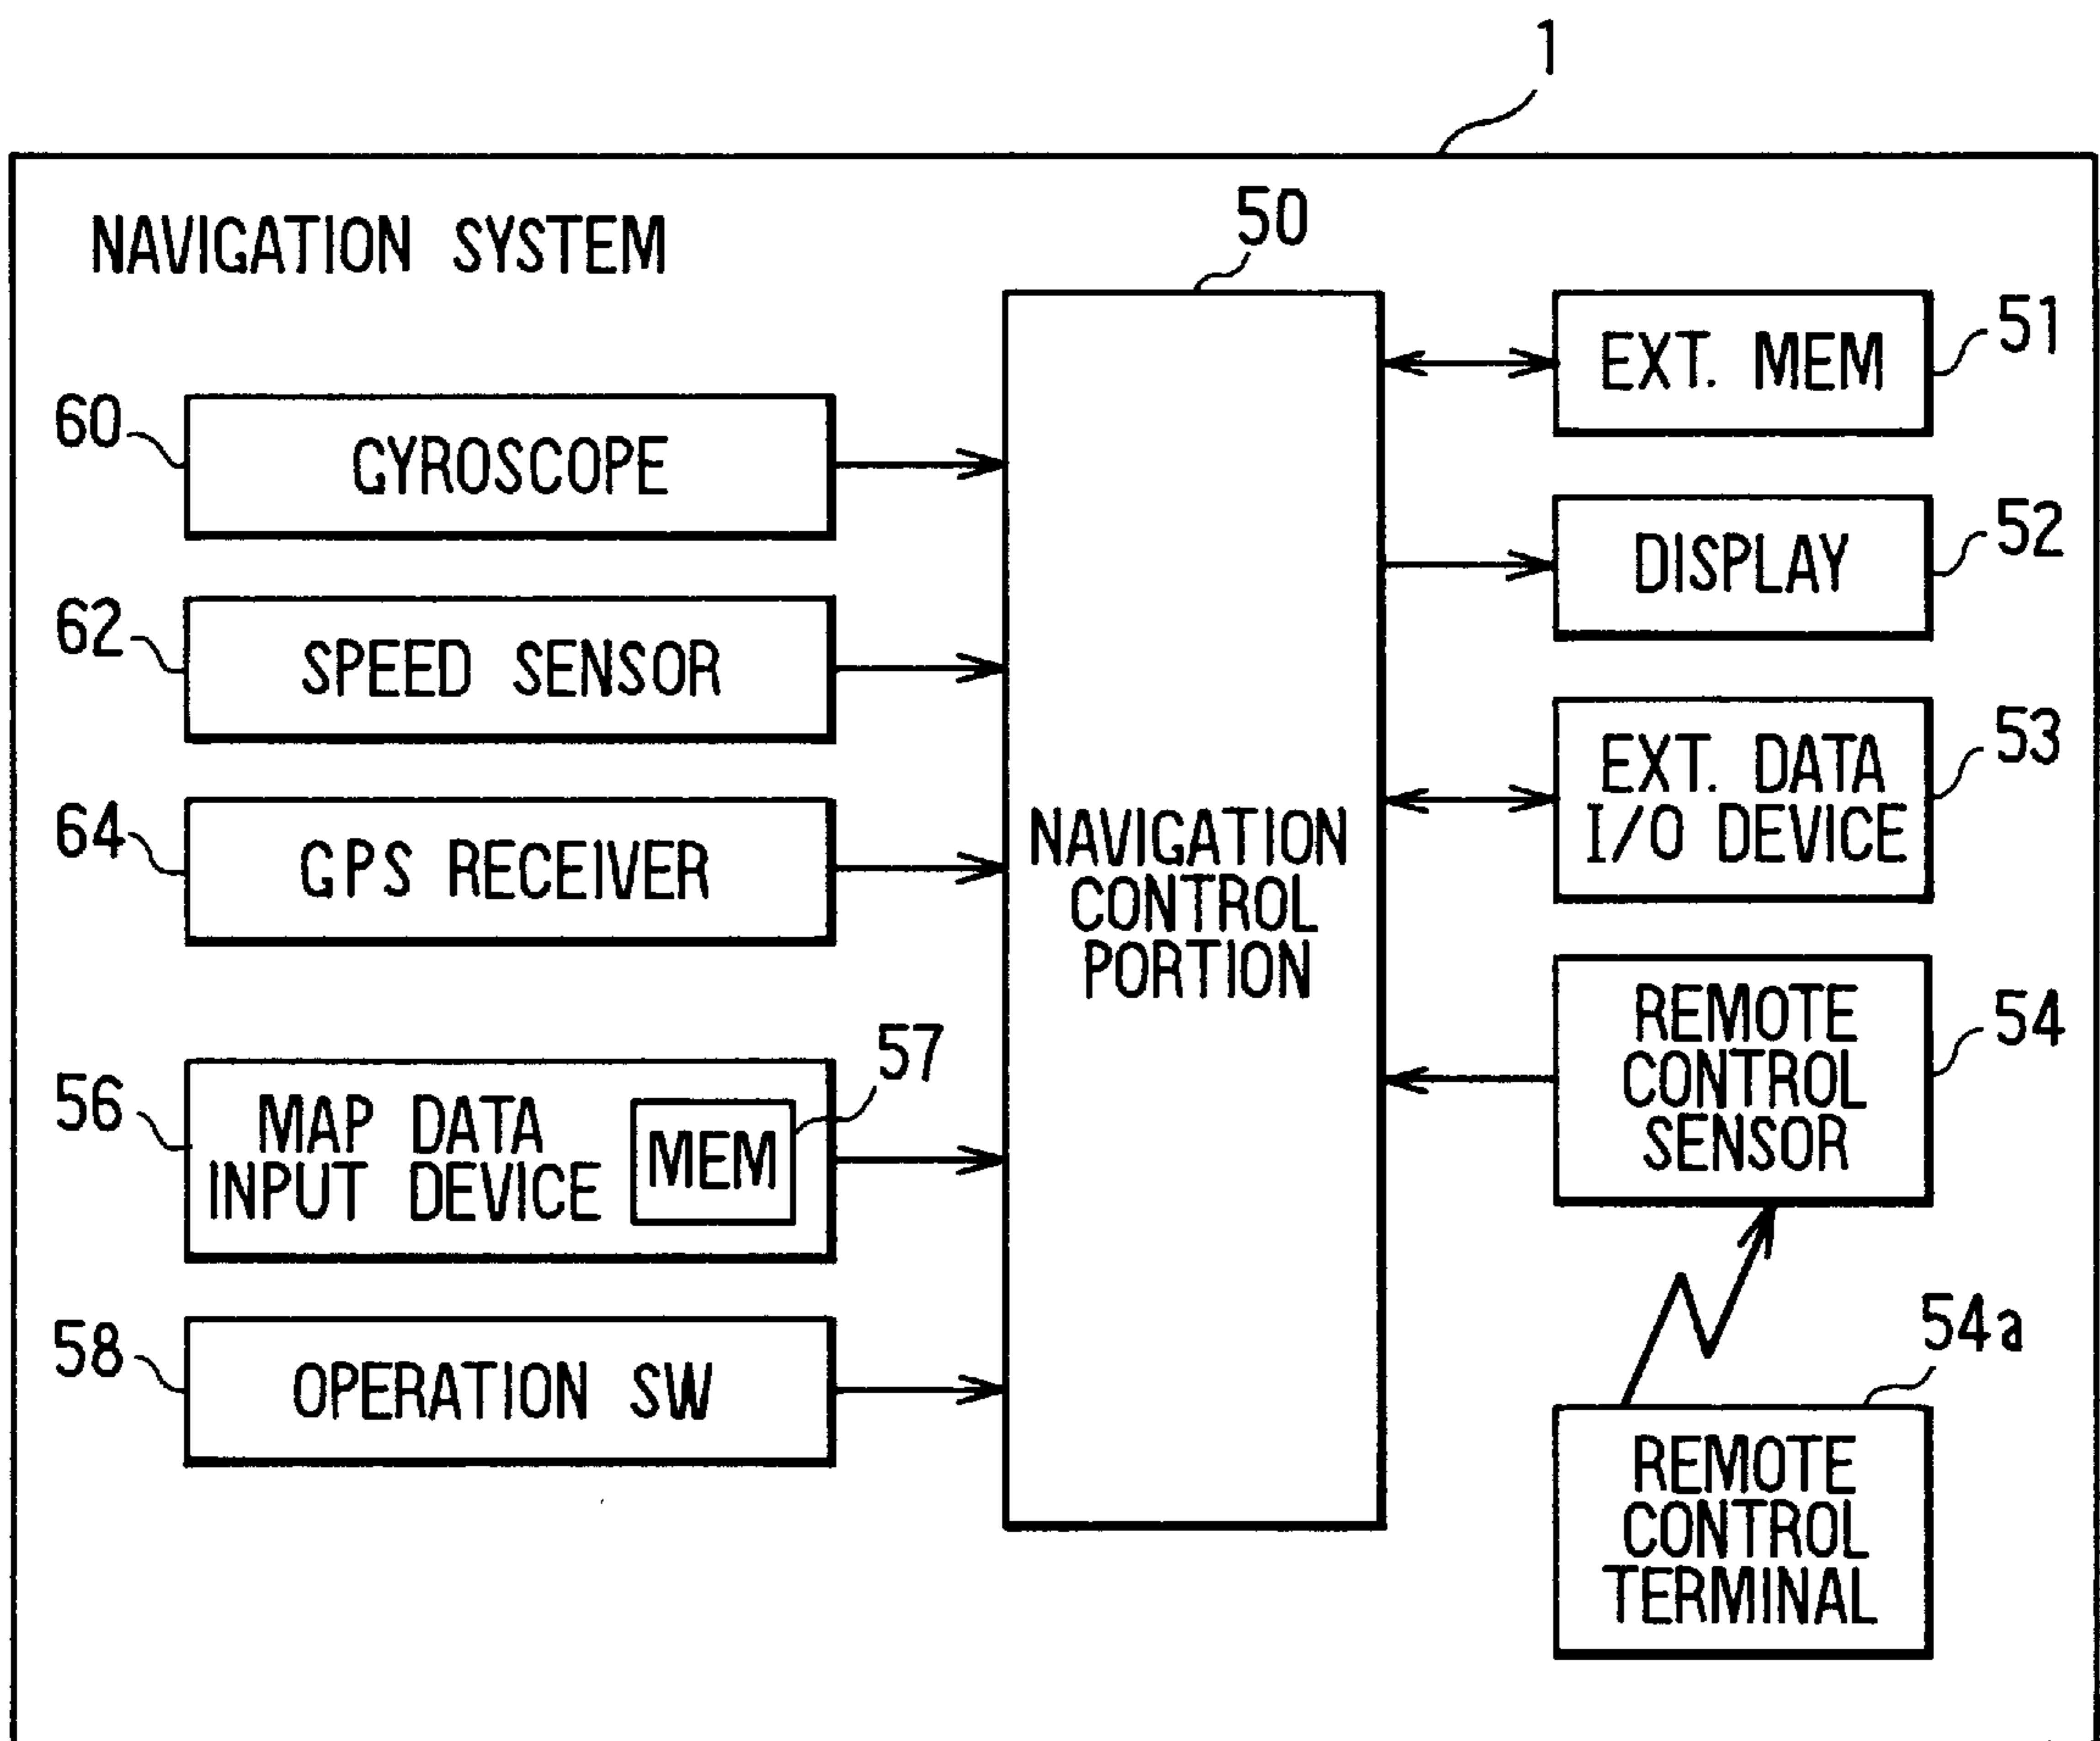 1
NAVIGATION SYSTEM
50
60
GYROSCOPE
62
SPEED SENSOR
64
GPS RECEIVER
56
MAP DATA
INPUT DEVICE
MEM
57
58
OPERATION SW
NAVIGATION
CONTROL
PORTION
EXT. MEM
51
DISPLAY
52
EXT. DATA
I/O DEVICE
53
REMOTE
CONTROL
SENSOR
54
54a
REMOTE
CONTROL
TERMINAL